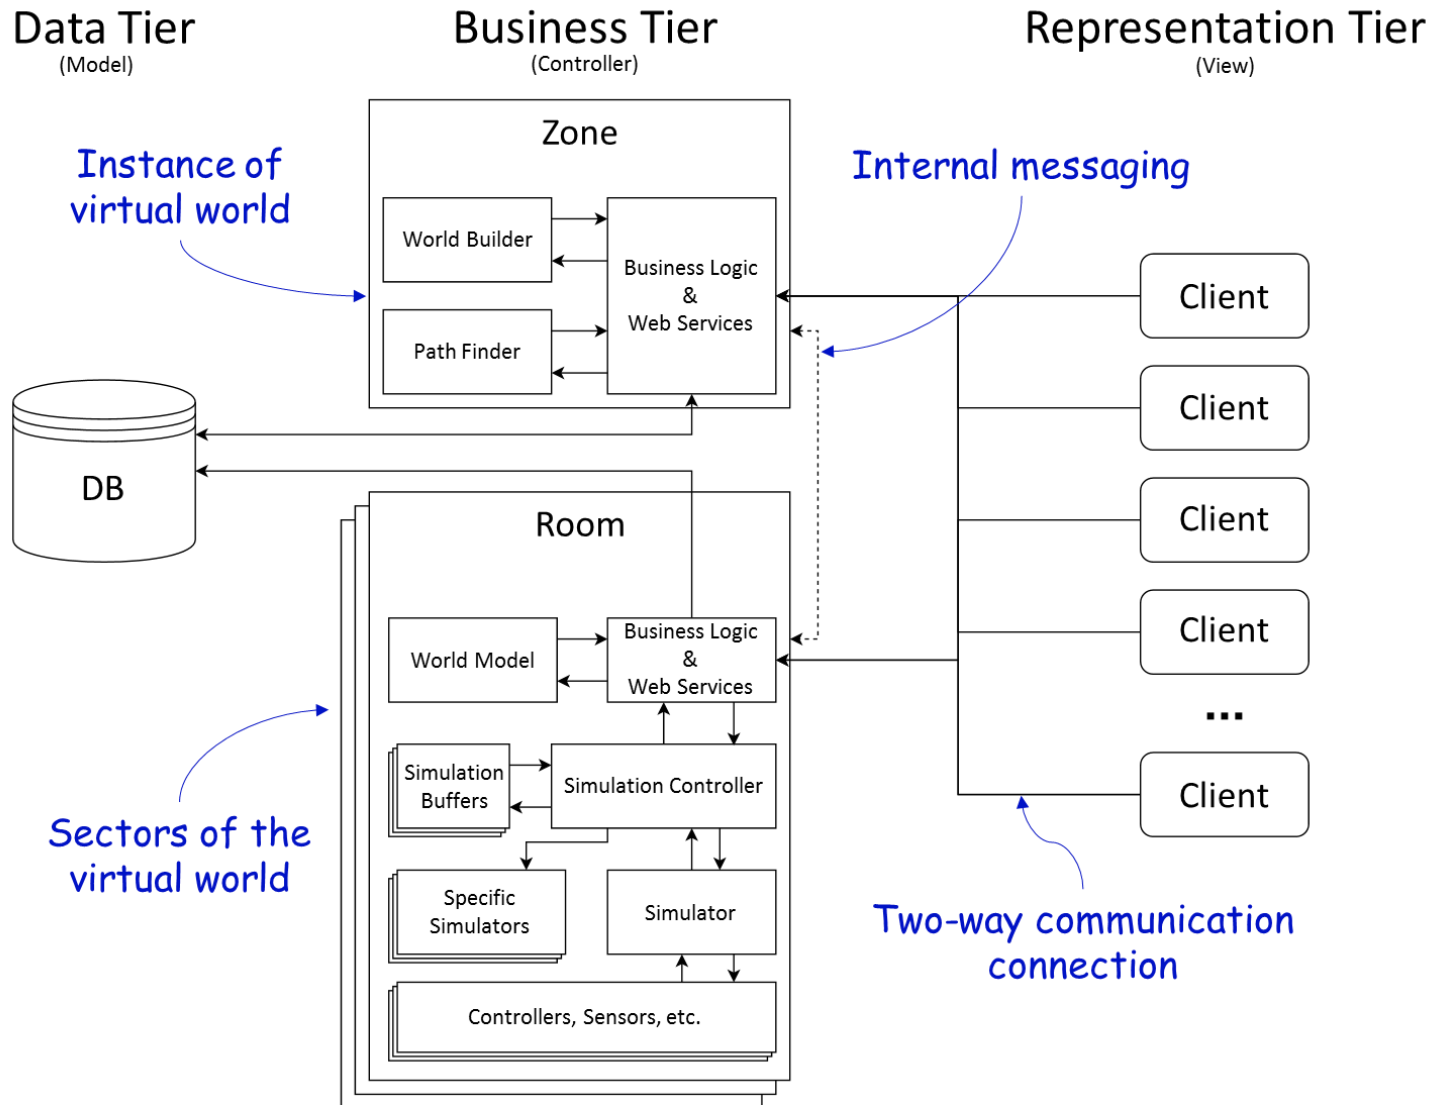 Data Tier
(Model)
Business Tier
(Controller)
Representation Tier
(View)
Zone
Instance of
virtual world
Internal messaging
World Builder
Business Logic
&
Web Services
Path Finder
Client
Client
Client
Client
...
Client
DB
Room
World Model
Business Logic
&
Web Services
Simulation
Buffers
Simulation Controller
Sectors of the
virtual world
Specific
Simulators
Simulator
Two-way communication
connection
Controllers, Sensors, etc.